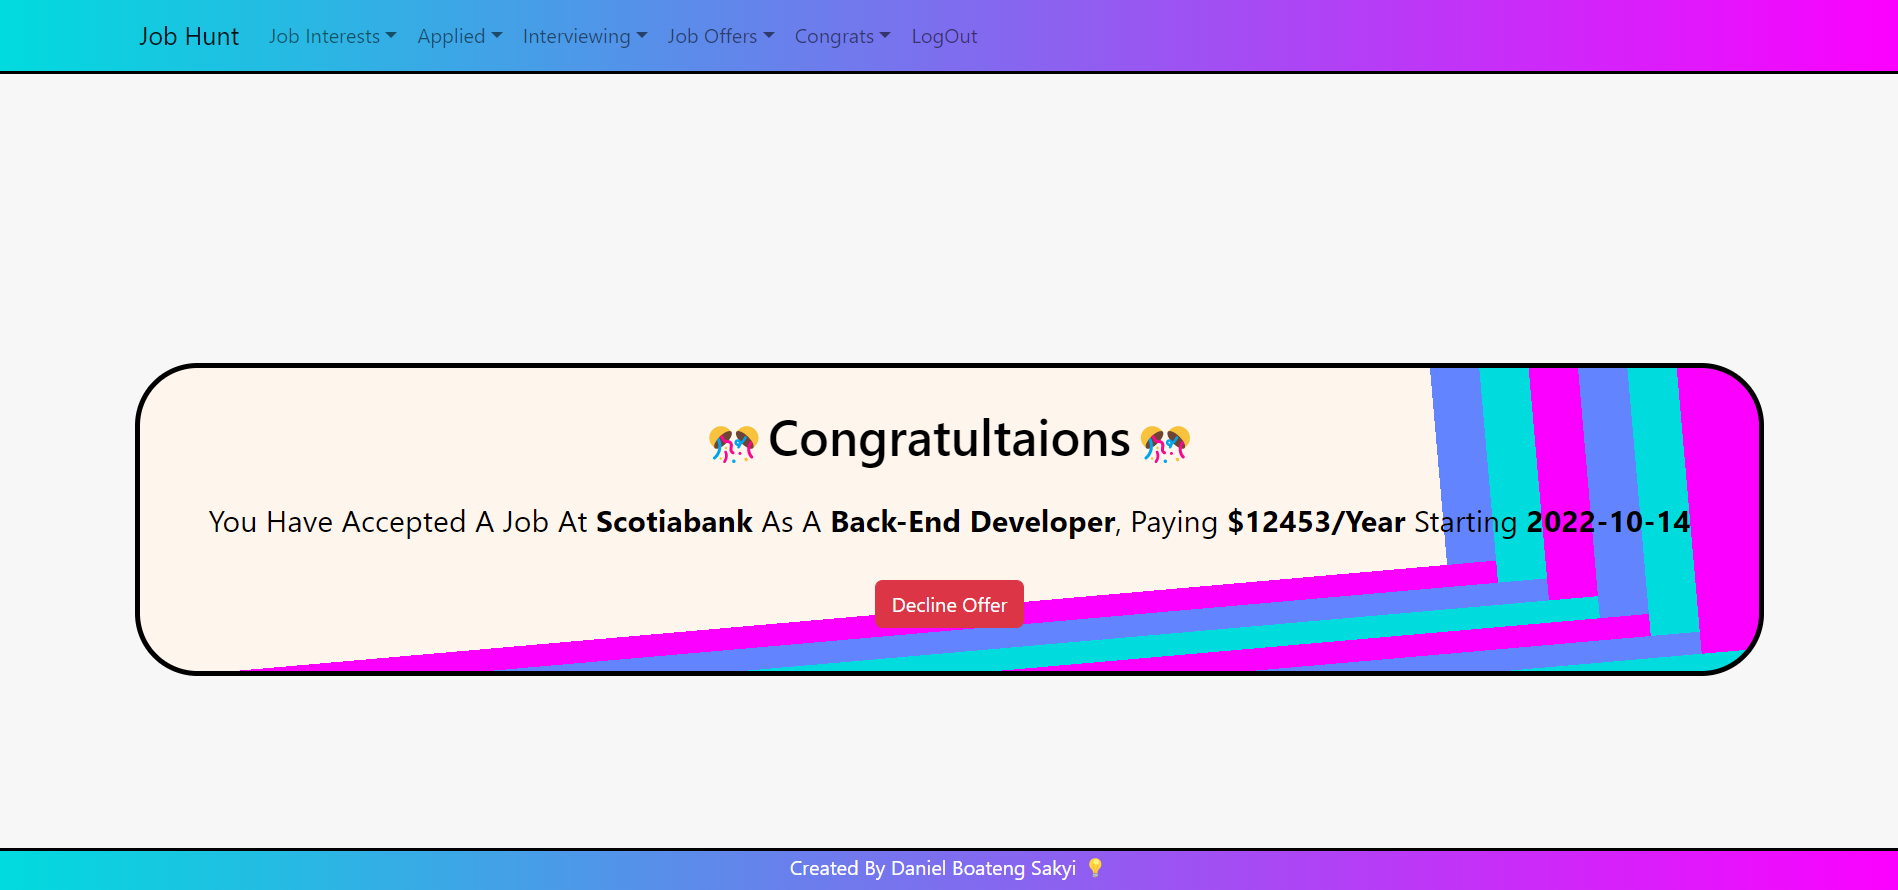 Job Hunt Job Interests Applied Interviewing Job Offers Congrats LogOut
Congratultaions
You Have Accepted A Job At Scotiabank As A Back-End Developer, Paying $12453/Year Starting 2022-10-14
Decline Offer
Created By Daniel Boateng Sakyi